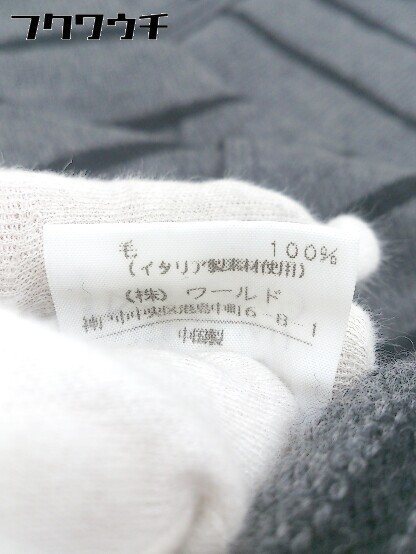 フクワウチ
毛 100%
(イタリア製素材使用)
(株) ワールド
神戸市中央区港島中町6-8-1
中国製